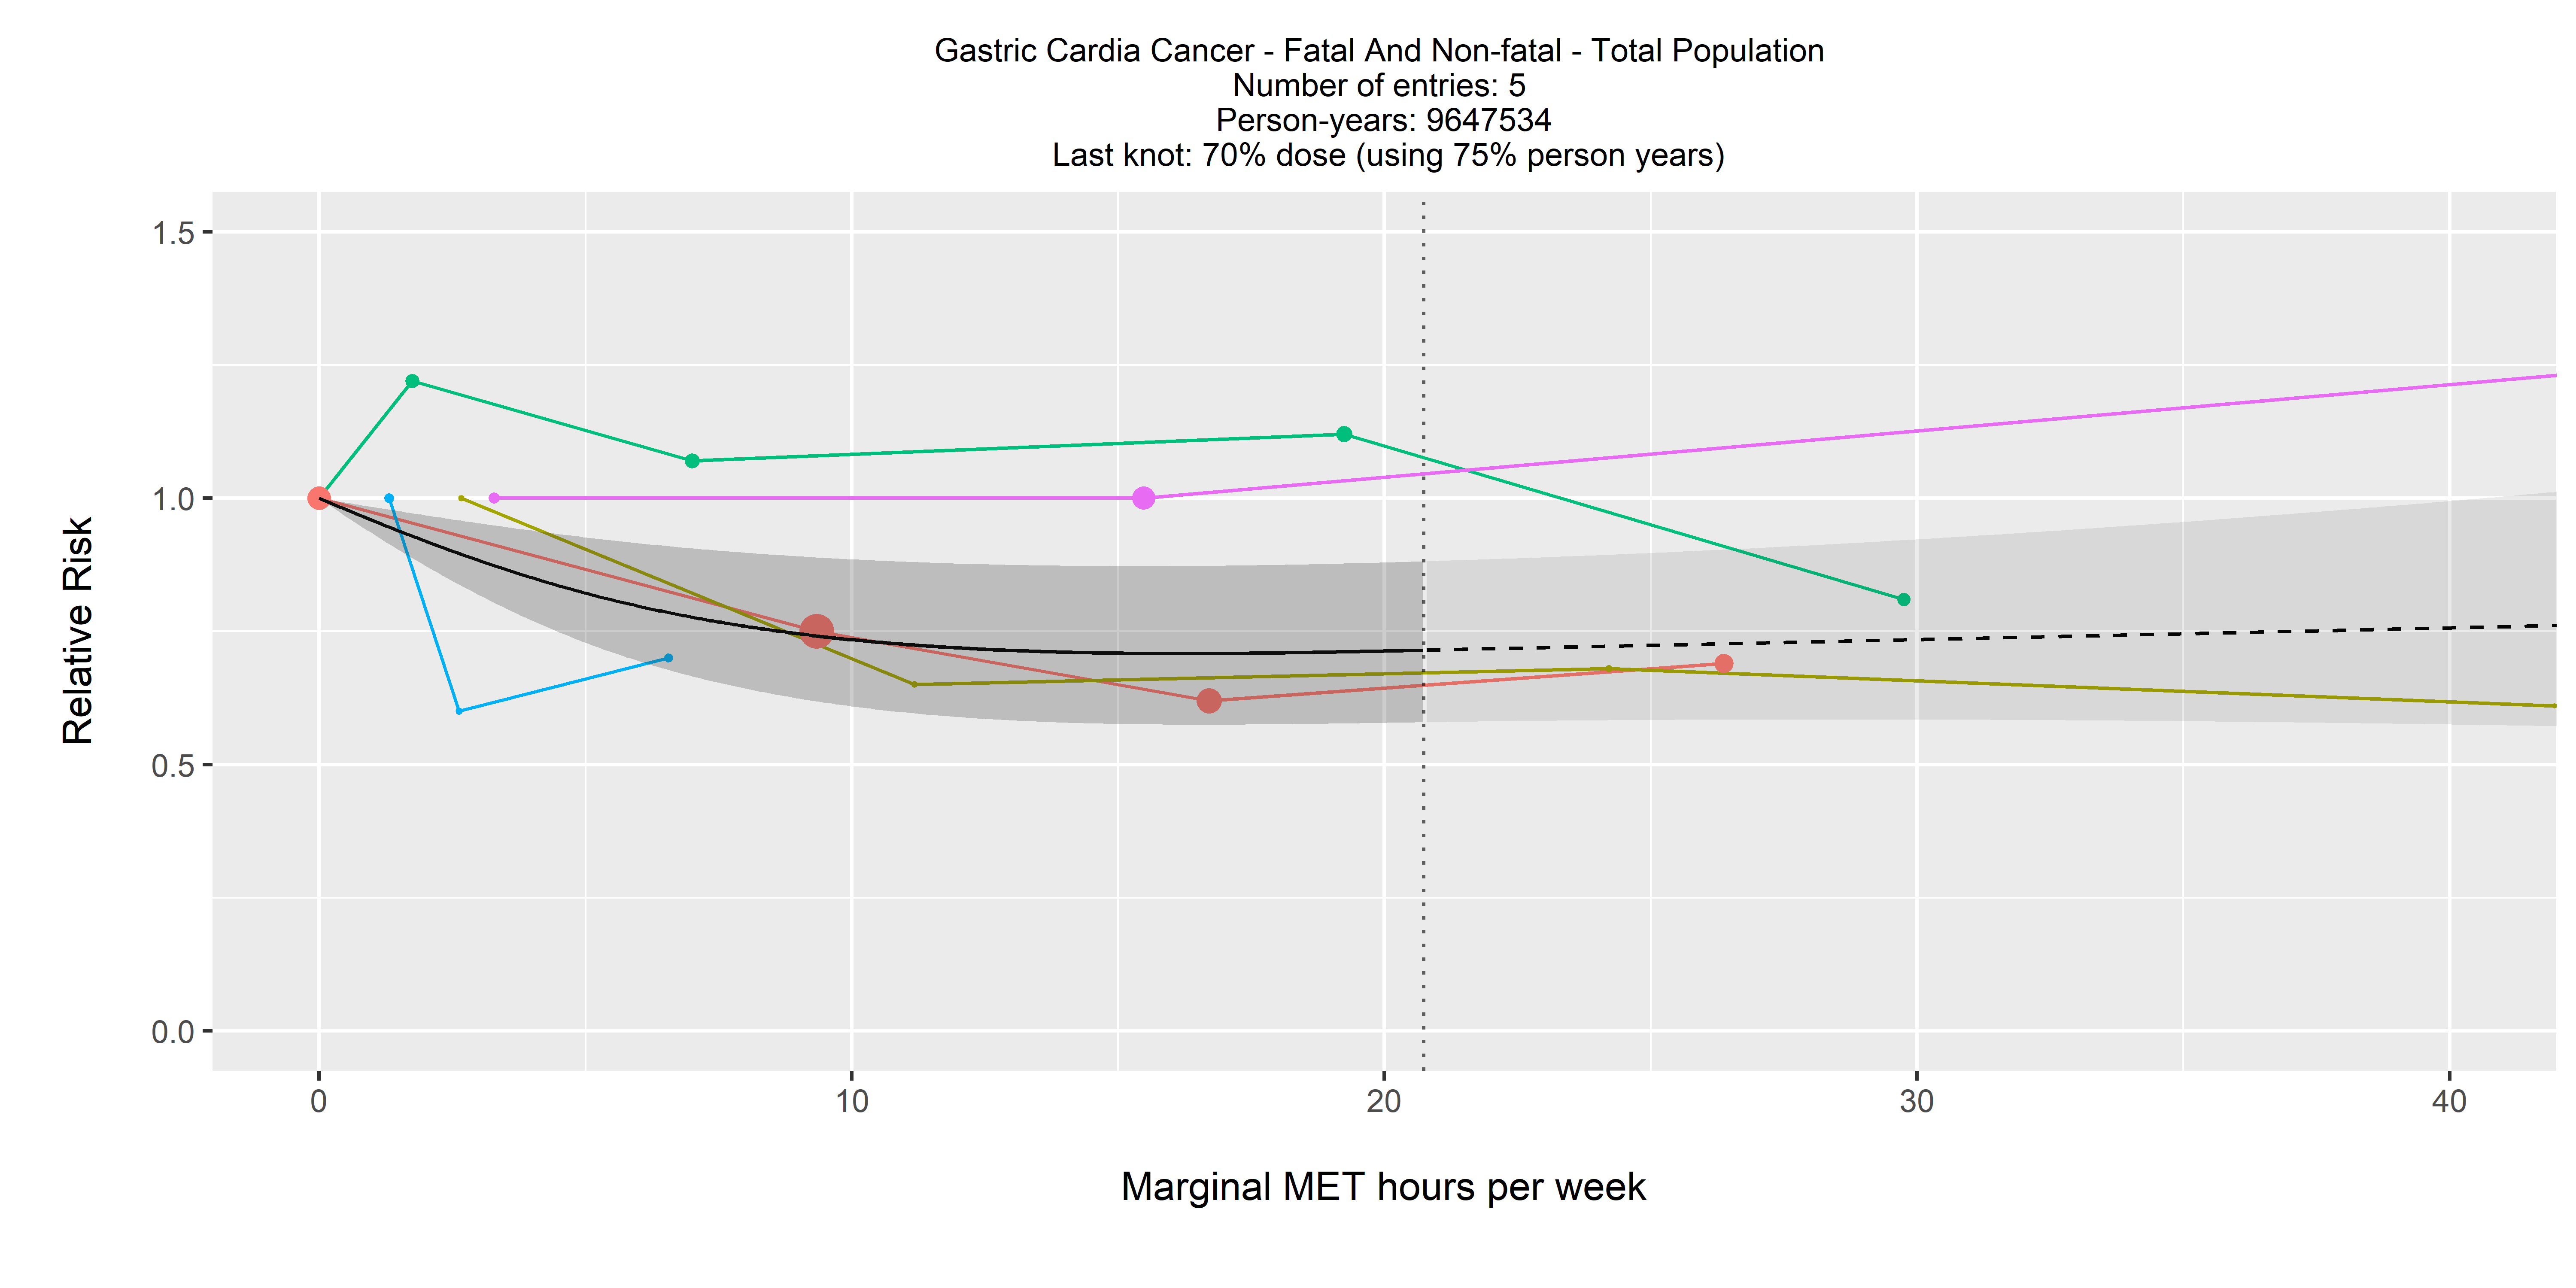 Gastric Cardia Cancer - Fatal And Non-fatal - Total Population
Number of entries: 5
Person-years: 9647534
Last knot: 70% dose (using 75% person years)
1.5
1.0
0.5
0.0
Relative Risk
0 10 20 30 40
Marginal MET hours per week